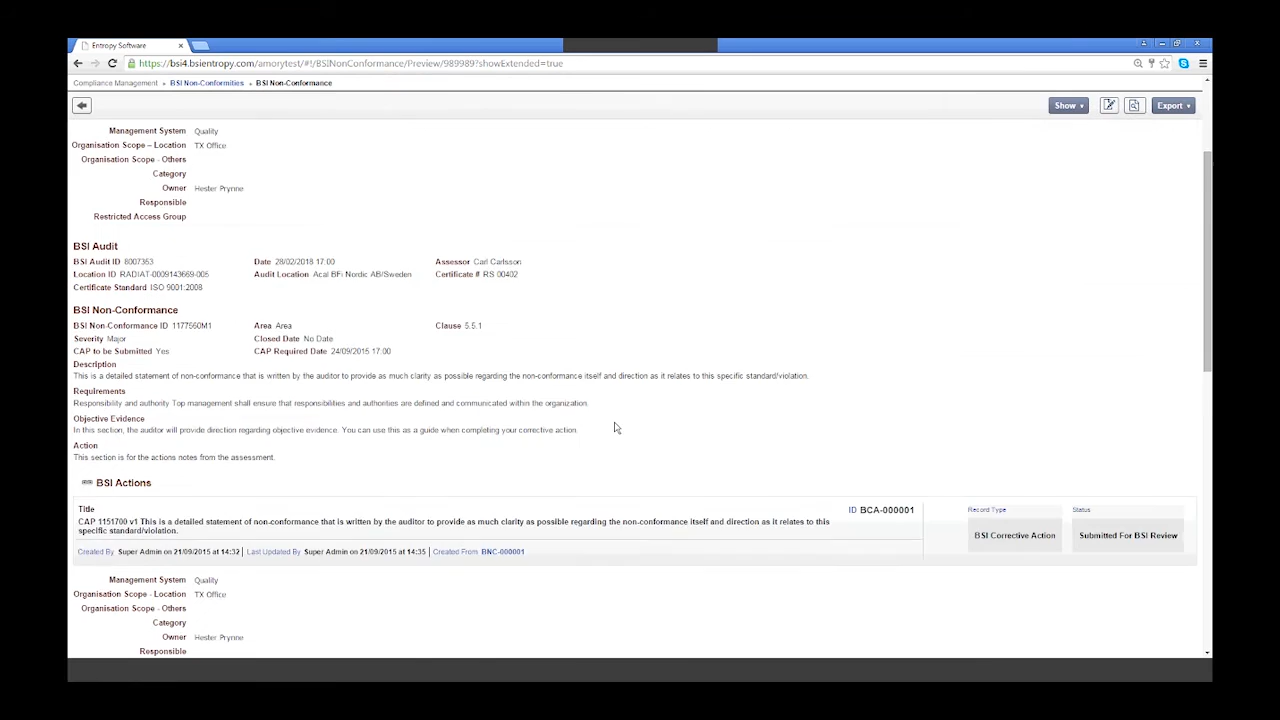 Entropy Software
https://bsi4.bsientropy.com/amorytest/#!/BSINonConformance/Preview/989989?showExtended=true
Compliance Management BSI Non-Conformities BSI Non-Conformance
Show Export
Management System Quality
Organisation Scope – Location TX Office
Organisation Scope - Others
Category
Owner Hester Prynne
Responsible
Restricted Access Group
BSI Audit
BSI Audit ID 8007353 Date 28/02/2018 17:00 Assessor Carl Carlsson
Location ID RADIAT-0009143669-005 Audit Location Acal BFi Nordic AB/Sweden Certificate # RS 00402
Certificate Standard ISO 9001:2008
BSI Non-Conformance
BSI Non-Conformance ID 1177560M1 Area Area Clause 5.5.1
Severity Major Closed Date No Date
CAP to be Submitted Yes CAP Required Date 24/09/2015 17:00
Description
This is a detailed statement of non-conformance that is written by the auditor to provide as much clarity as possible regarding the non-conformance itself and direction as it relates to this specific standard/violation.
Requirements
Responsibility and authority Top management shall ensure that responsibilities and authorities are defined and communicated within the organization.
Objective Evidence
In this section, the auditor will provide direction regarding objective evidence. You can use this as a guide when completing your corrective action.
Action
This section is for the actions notes from the assessment.
BSI Actions
Title ID BCA-000001 Record Type Status
CAP 1151700 v1 This is a detailed statement of non-conformance that is written by the auditor to provide as much clarity as possible regarding the non-conformance itself and direction as it relates to this
specific standard/violation.
BSI Corrective Action Submitted For BSI Review
Created By Super Admin on 21/09/2015 at 14:32 | Last Updated By Super Admin on 21/09/2015 at 14:35 | Created From BNC-000001
Management System Quality
Organisation Scope - Location TX Office
Organisation Scope - Others
Category
Owner Hester Prynne
Responsible